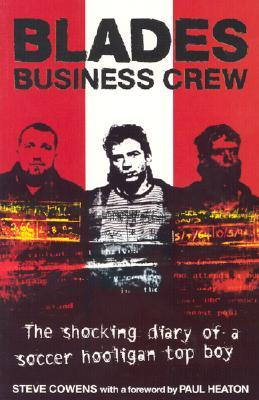 BLADES
BUSINESS CREW
The shocking diary of a
soccer hooligan top boy
STEVE COWENS with a foreword by PAUL HEATON